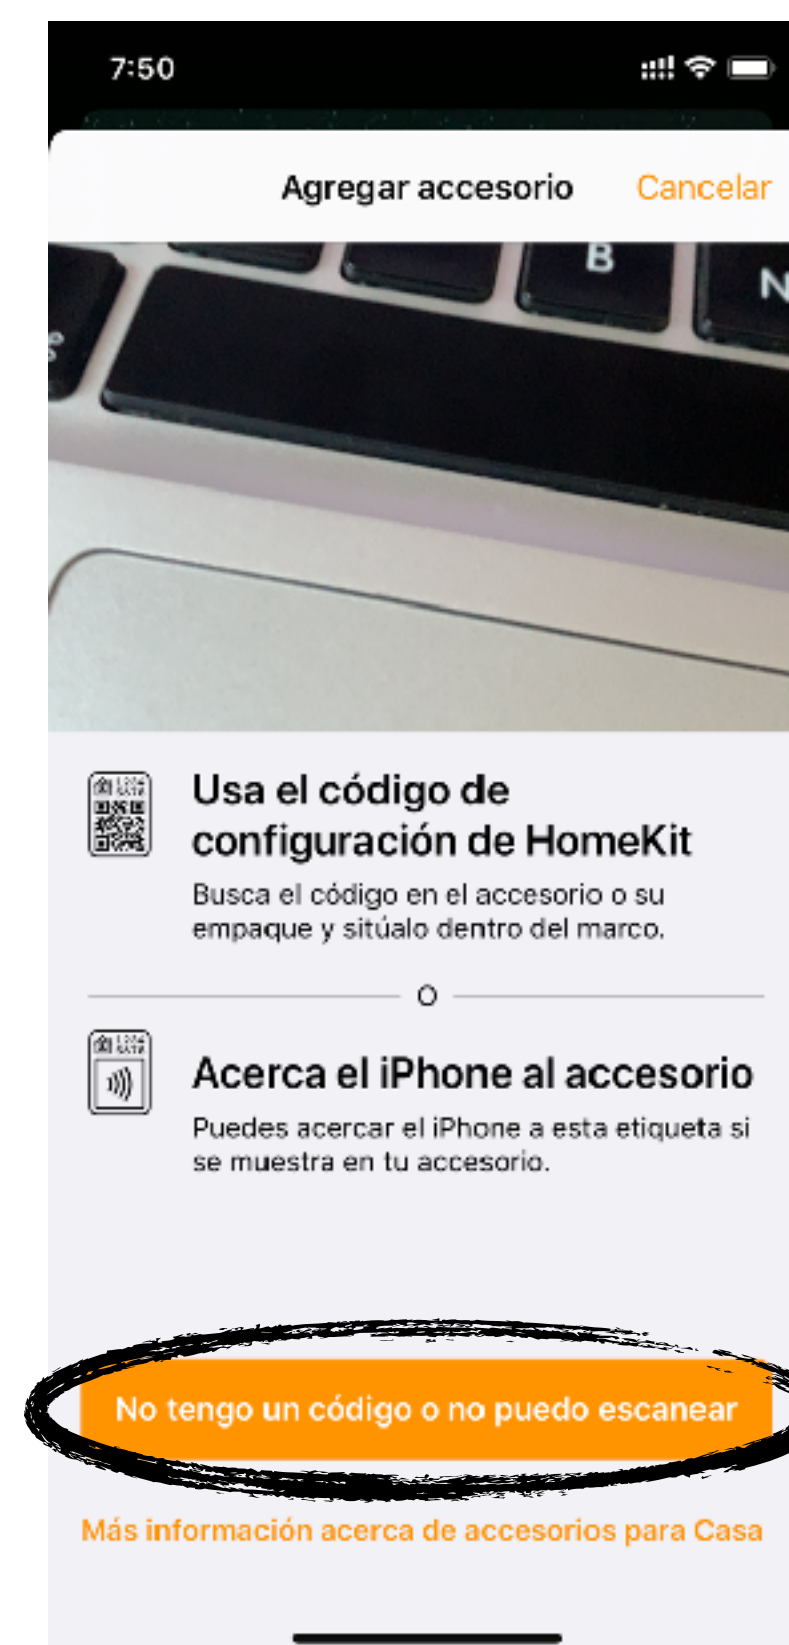 7:50
Agregar accesorio Cancelar
B
N
Usa el código de
configuración de HomeKit
Busca el código en el accesorio o su
empaque y sitúalo dentro del marco.
O
Acerca el iPhone al accesorio
Puedes acercar el iPhone a esta etiqueta si
se muestra en tu accesorio.
No tengo un código o no puedo escanear
Más información acerca de accesorios para Casa